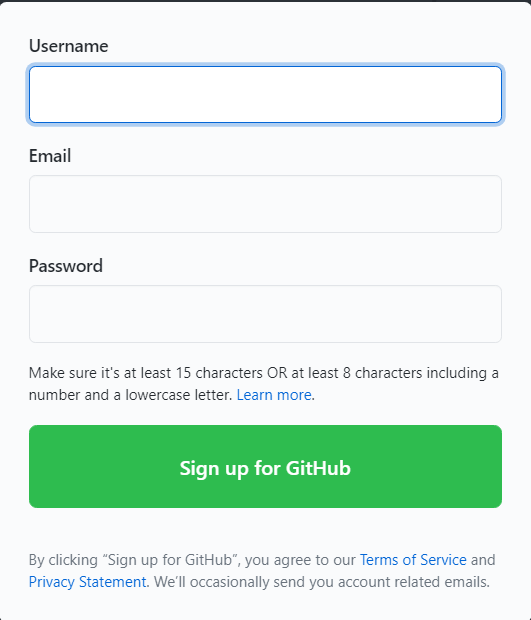 Username
Email
Password
Make sure it's at least 15 characters OR at least 8 characters including a
number and a lowercase letter. Learn more.
Sign up for GitHub
By clicking “Sign up for GitHub”, you agree to our Terms of Service and
Privacy Statement. We’ll occasionally send you account related emails.